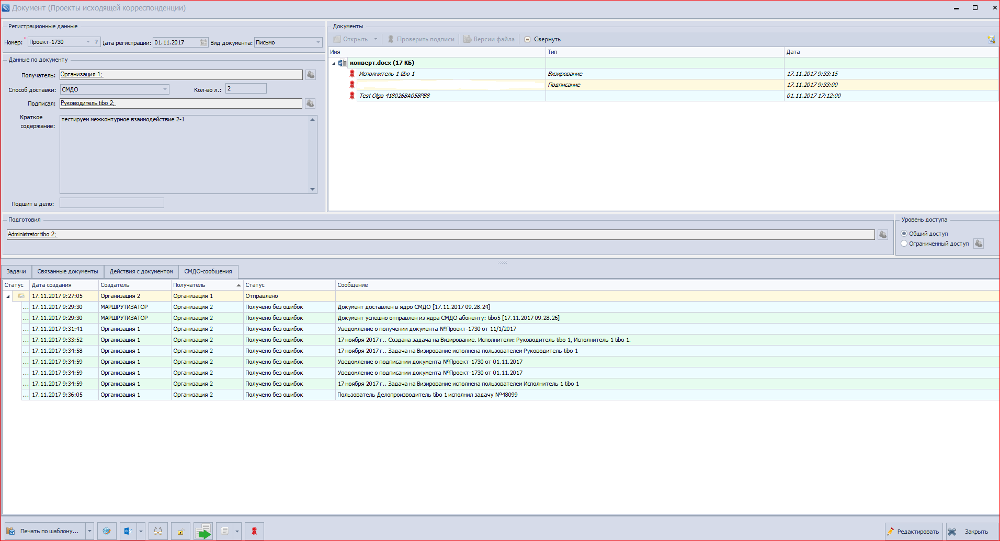 Документ (Проекты исходящей корреспонденции)
Регистрационные данные
Номер: Проект-1730 ? Дата регистрации: 01.11.2017 Вид документа: Письмо
Данные по документу
Получатель: Организация 1;
Способ доставки: СМДО Кол-во л.: 2
Подписал: Руководитель tibo 2;
Краткое содержание: тестируем межконтурное взаимодействие 2-1
Подшит в дело:
Документы
Открыть Проверить подписи Версии файла Свернуть
Имя Тип Дата
конверт.docx (17 КБ)
Исполнитель 1 tibo 1 Визирование 17.11.2017 9:33:15
Подписание 17.11.2017 9:33:00
Test Olga 4180268A058PB8 01.11.2017 17:12:00
Подготовил
Administrator tibo 2;
Уровень доступа
Общий доступ
Ограниченный доступ
Задачи Связанные документы Действия с документом СМДО-сообщения
Статус Дата создания Создатель Получатель Статус Сообщение
17.11.2017 9:27:05 Организация 2 Организация 1 Отправлено
... 17.11.2017 9:29:30 МАРШРУТИЗАТОР Организация 2 Получено без ошибок Документ доставлен в ядро СМДО [17.11.2017 09.28.24]
... 17.11.2017 9:29:30 МАРШРУТИЗАТОР Организация 2 Получено без ошибок Документ успешно отправлен из ядра СМДО абоненту: tibo5 [17.11.2017 09.28.26]
... 17.11.2017 9:31:41 Организация 1 Организация 2 Получено без ошибок Уведомление о получении документа №Проект-1730 от 11/1/2017
... 17.11.2017 9:33:52 Организация 1 Организация 2 Получено без ошибок 17 ноября 2017 г.. Создана задача на Визирование. Исполнители: Руководитель tibo 1, Исполнитель 1 tibo 1.
... 17.11.2017 9:34:58 Организация 1 Организация 2 Получено без ошибок 17 ноября 2017 г.. Задача на Визирование исполнена пользователем Руководитель tibo 1
... 17.11.2017 9:34:59 Организация 1 Организация 2 Получено без ошибок Уведомление о подписании документа №Проект-1730 от 01.11.2017
... 17.11.2017 9:34:59 Организация 1 Организация 2 Получено без ошибок Уведомление о подписании документа №Проект-1730 от 01.11.2017
... 17.11.2017 9:34:59 Организация 1 Организация 2 Получено без ошибок 17 ноября 2017 г.. Задача на Визирование исполнена пользователем Исполнитель 1 tibo 1
... 17.11.2017 9:36:05 Организация 1 Организация 2 Получено без ошибок Пользователь Делопроизводитель tibo 1 исполнил задачу №48099
Печать по шаблону... Редактировать Закрыть